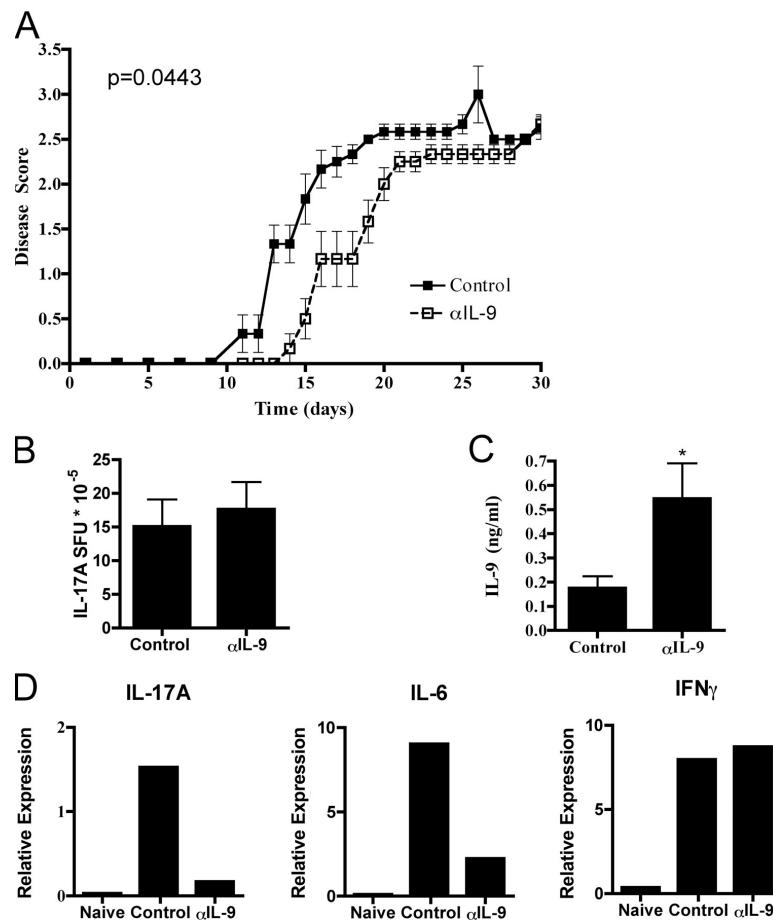 A
p=0.0443
Disease Score
3.5
3.0
2.5
2.0
1.5
1.0
0.5
0.0
0 5 10 15 20 25 30
Time (days)
Control
αIL-9
B
IL-17A SFU * 10-5
25
20
15
10
5
0
Control αIL-9
C
IL-9 (ng/ml)
0.7
0.6
0.5
0.4
0.3
0.2
0.1
0.0
*
Control αIL-9
D
IL-17A
Relative Expression
2
1
0
Naive Control αIL-9
IL-6
Relative Expression
10
5
0
Naive Control αIL-9
IFNγ
Relative Expression
10
5
0
Naive Control αIL-9